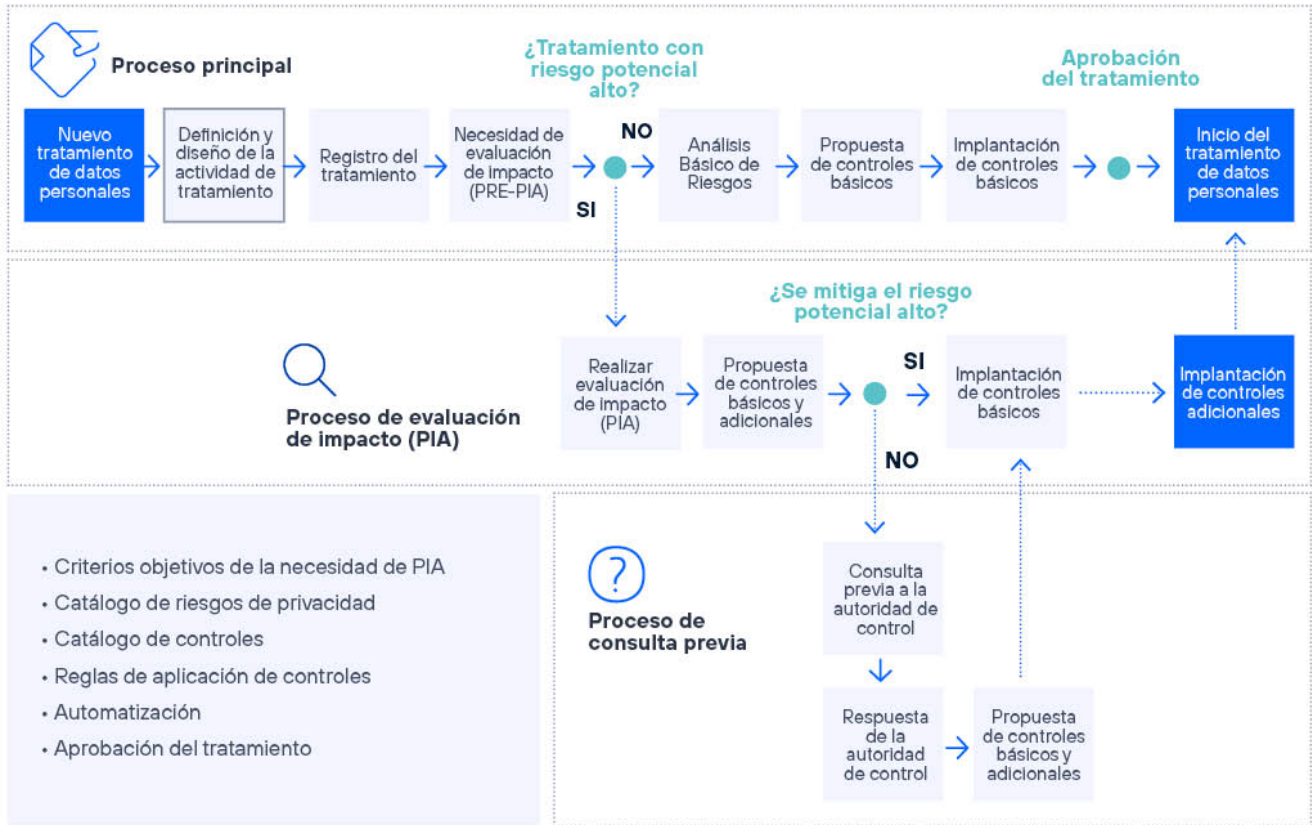 Proceso principal
¿Tratamiento con
riesgo potencial
alto?
Aprobación
del tratamiento
Nuevo
tratamiento
de datos
personales
Definición y
diseño de la
actividad de
tratamiento
Registro del
tratamiento
Necesidad de
evaluación
de impacto
(PRE-PIA)
NO
SI
Análisis
Básico de
Riesgos
Propuesta
de controles
básicos
Implantación
de controles
básicos
Inicio del
tratamiento
de datos
personales
¿Se mitiga el riesgo
potencial alto?
Proceso de evaluación
de impacto (PIA)
Realizar
evaluación
de impacto
(PIA)
Propuesta
de controles
básicos y
adicionales
SI
NO
Implantación
de controles
básicos
Implantación
de controles
adicionales
• Criterios objetivos de la necesidad de PIA
• Catálogo de riesgos de privacidad
• Catálogo de controles
• Reglas de aplicación de controles
• Automatización
• Aprobación del tratamiento
?
Proceso de
consulta previa
Consulta
previa a la
autoridad de
control
Respuesta
de la
autoridad
de control
Propuesta
de controles
básicos y
adicionales